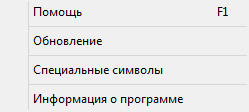 Помощь F1
Обновление
Специальные символы
Информация о программе